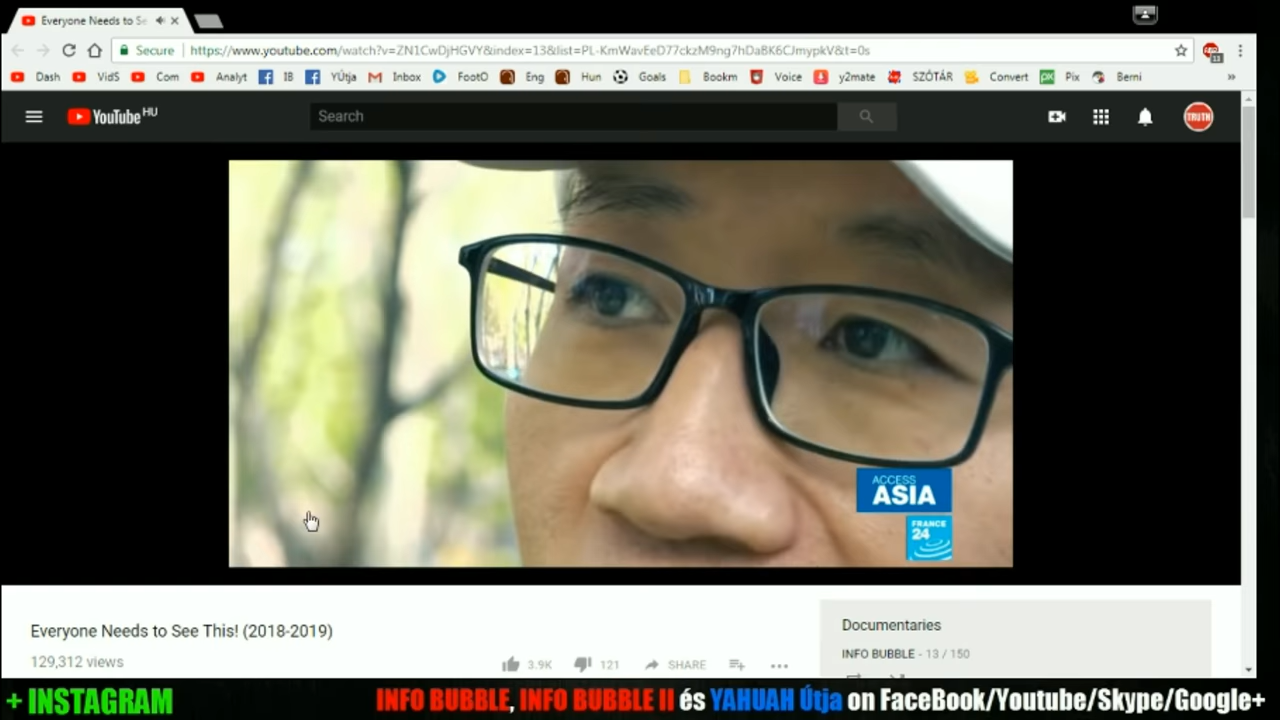 Everyone Needs to Se
Secure https://www.youtube.com/watch?v=ZN1CwDjHGVY&index=13&list=PL-KmWavEeD77ckzM9ng7hDaBK6CJmypkV&t=0s
Dash VidS Com Analyt IB YÚtja Inbox FootO Eng Hun Goals Bookm Voice y2mate SZÓTÁR Convert Pix Berni »
YouTube HU Search TRUTH
ACCESS
ASIA
FRANCE
24
Everyone Needs to See This! (2018-2019)
129,312 views
3.9K 121 SHARE
Documentaries
INFO BUBBLE - 13 / 150
+ INSTAGRAM INFO BUBBLE, INFO BUBBLE II és YAHUAH Útja on FaceBook/Youtube/Skype/Google+